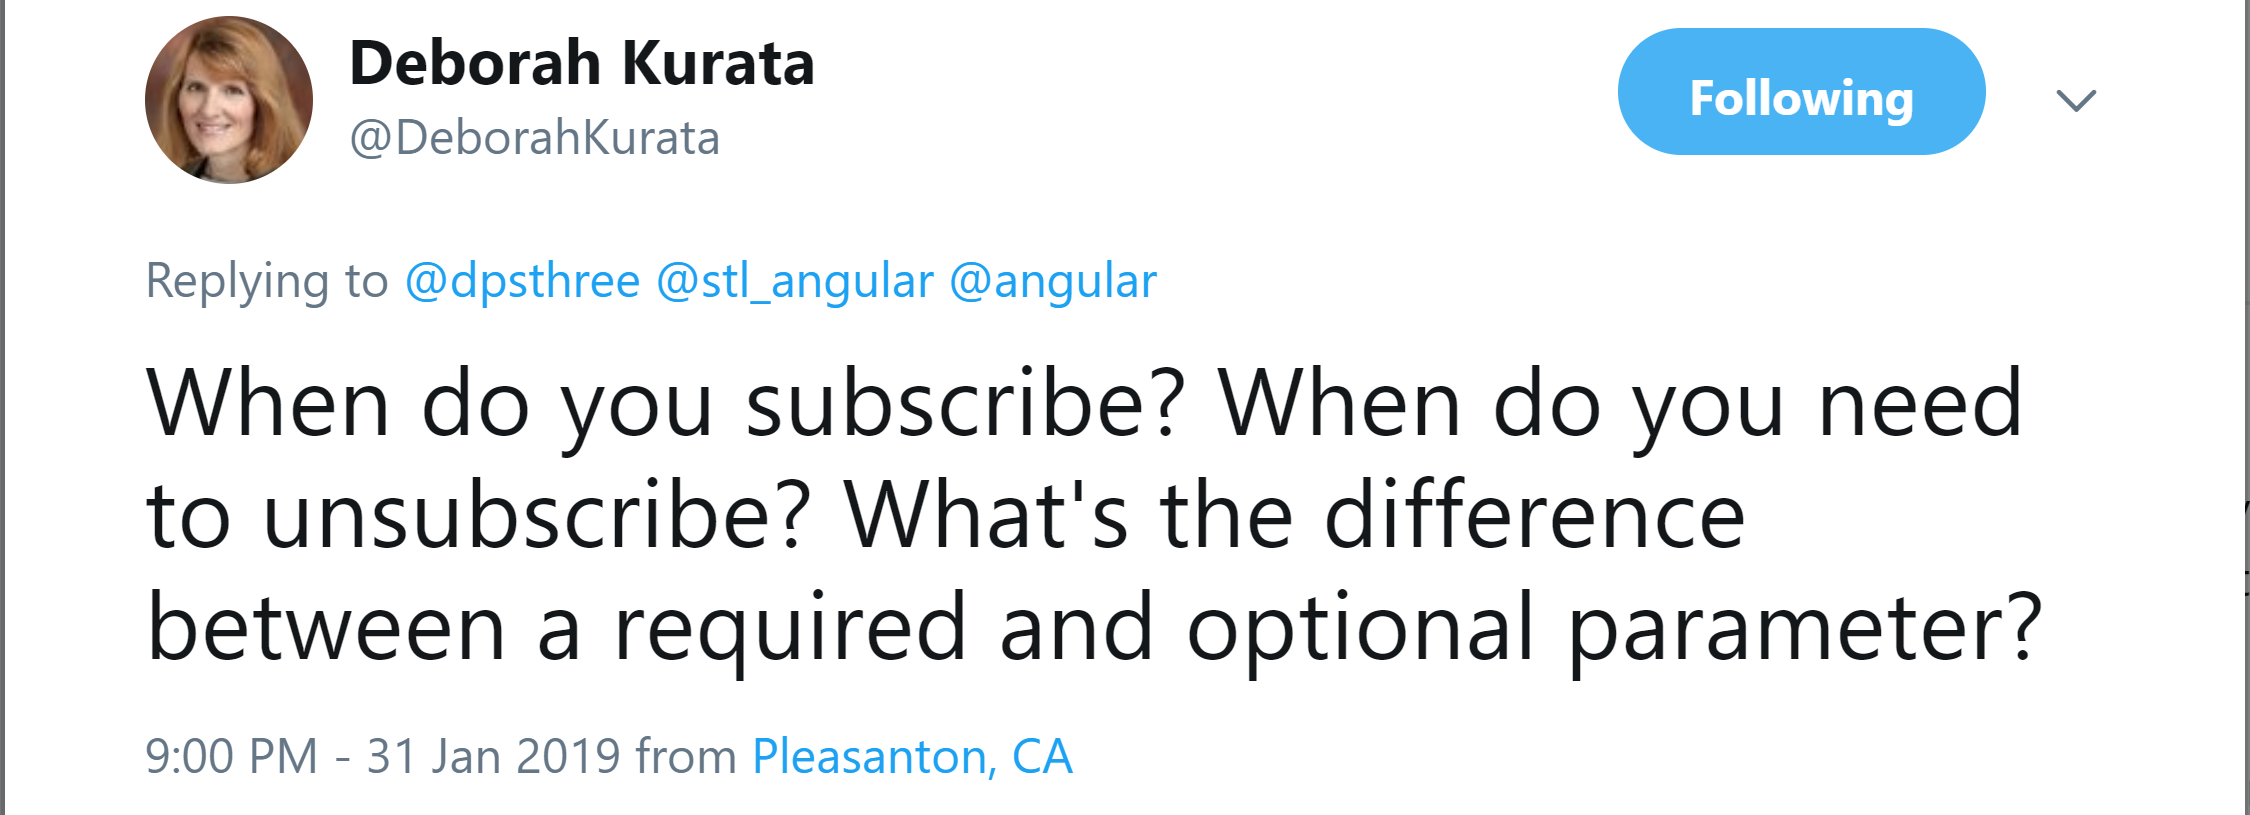 Deborah Kurata
@DeborahKurata
Following
Replying to @dpsthree @stl_angular @angular
When do you subscribe? When do you need
to unsubscribe? What's the difference
between a required and optional parameter?
9:00 PM - 31 Jan 2019 from Pleasanton, CA